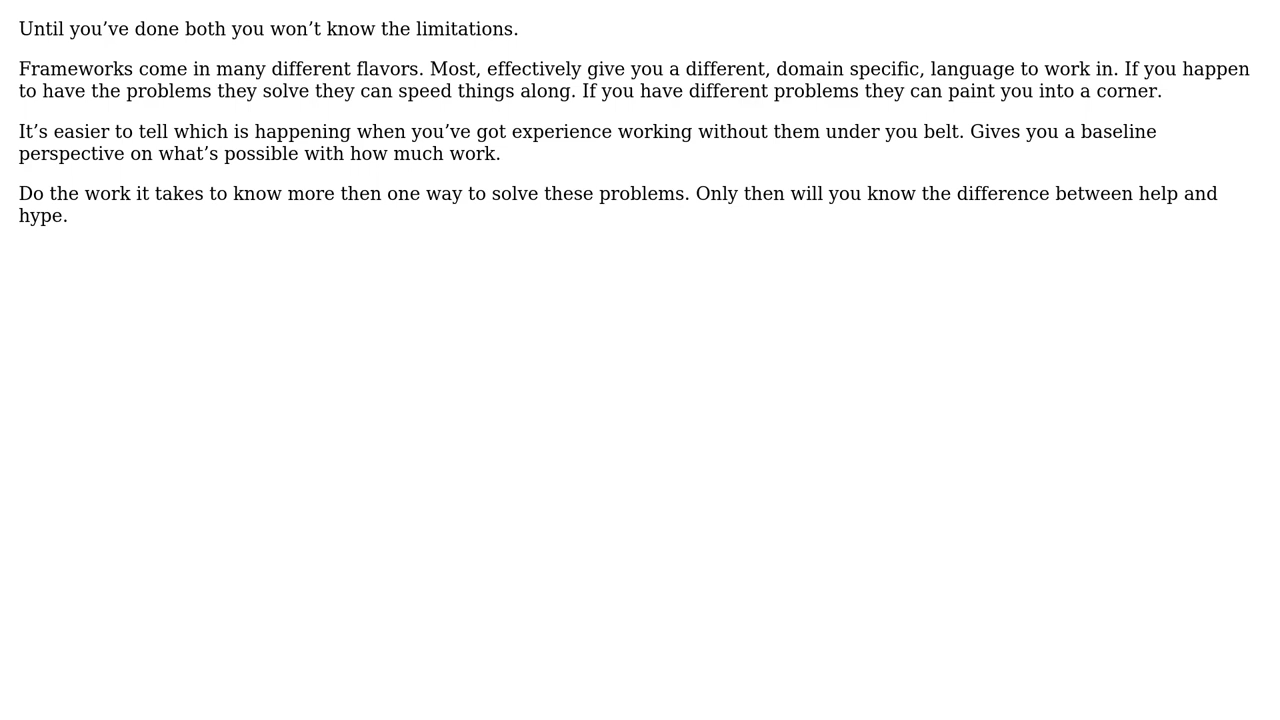 Until you’ve done both you won’t know the limitations.
Frameworks come in many different flavors. Most, effectively give you a different, domain specific, language to work in. If you happen
to have the problems they solve they can speed things along. If you have different problems they can paint you into a corner.
It’s easier to tell which is happening when you’ve got experience working without them under you belt. Gives you a baseline
perspective on what’s possible with how much work.
Do the work it takes to know more then one way to solve these problems. Only then will you know the difference between help and
hype.